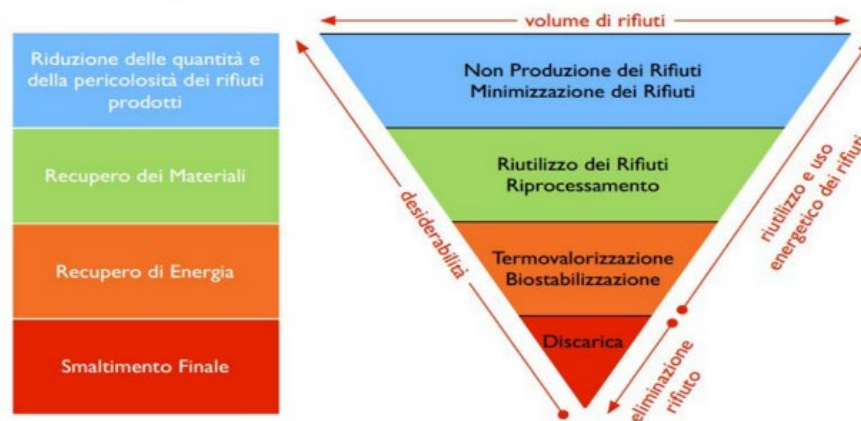 volume di rifiuti
Riduzione delle quantità e
della pericolosità dei rifiuti
prodotti
Recupero dei Materiali
Recupero di Energia
Smaltimento Finale
Non Produzione dei Rifiuti
Minimizzazione dei Rifiuti
Riutilizzo dei Rifiuti
Riprocessamento
Termovalorizzazione
Biostabilizzazione
Discarica
desiderabilità
riutilizzo e uso
energetico dei rifiuti
eliminazione
rifiuto